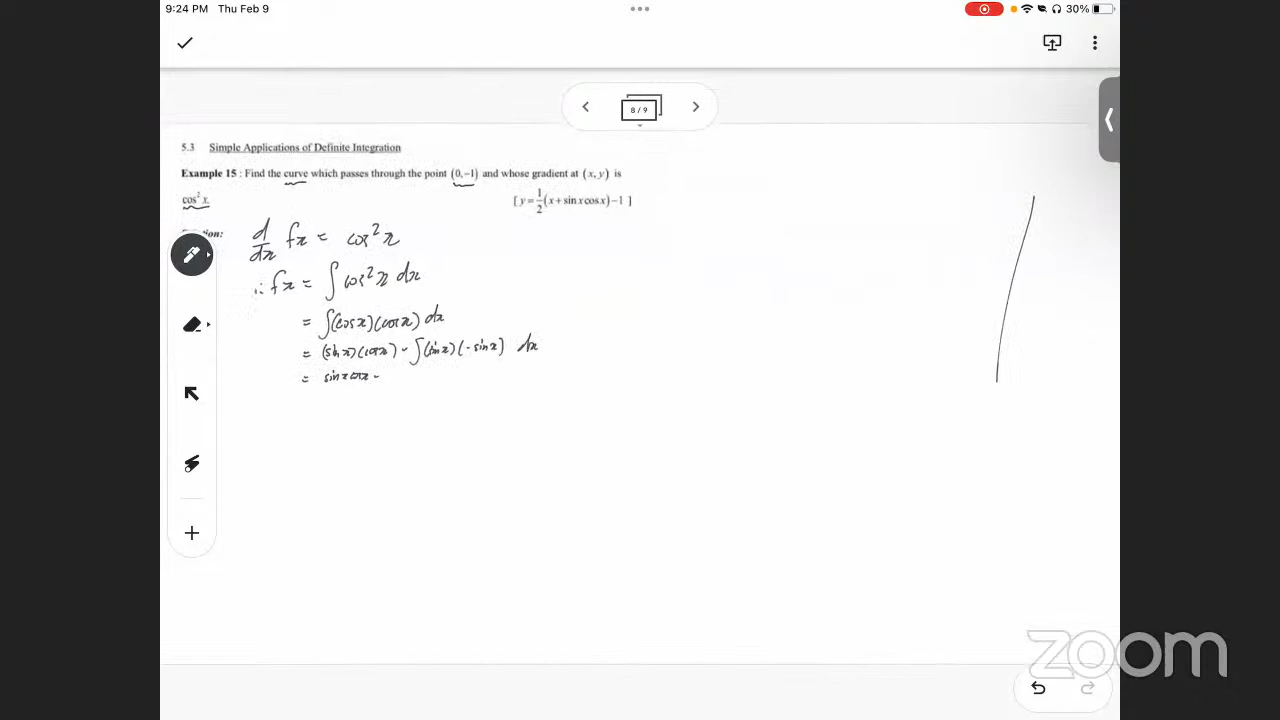 9:24 PM Thu Feb 9
30%
8 / 9
5.3 Simple Applications of Definite Integration
Example 15 : Find the curve which passes through the point (0,−1) and whose gradient at (x, y) is
cos² x. [ y = 1/2 (x + sin x cos x) − 1 ]
d/dx fx = cos² x
∴ fx = ∫ cos² x dx
= ∫(cos x)(cos x) dx
= (sin x)(cos x) - ∫(sin x)(- sin x) dx
= sin x cos x -
zoom